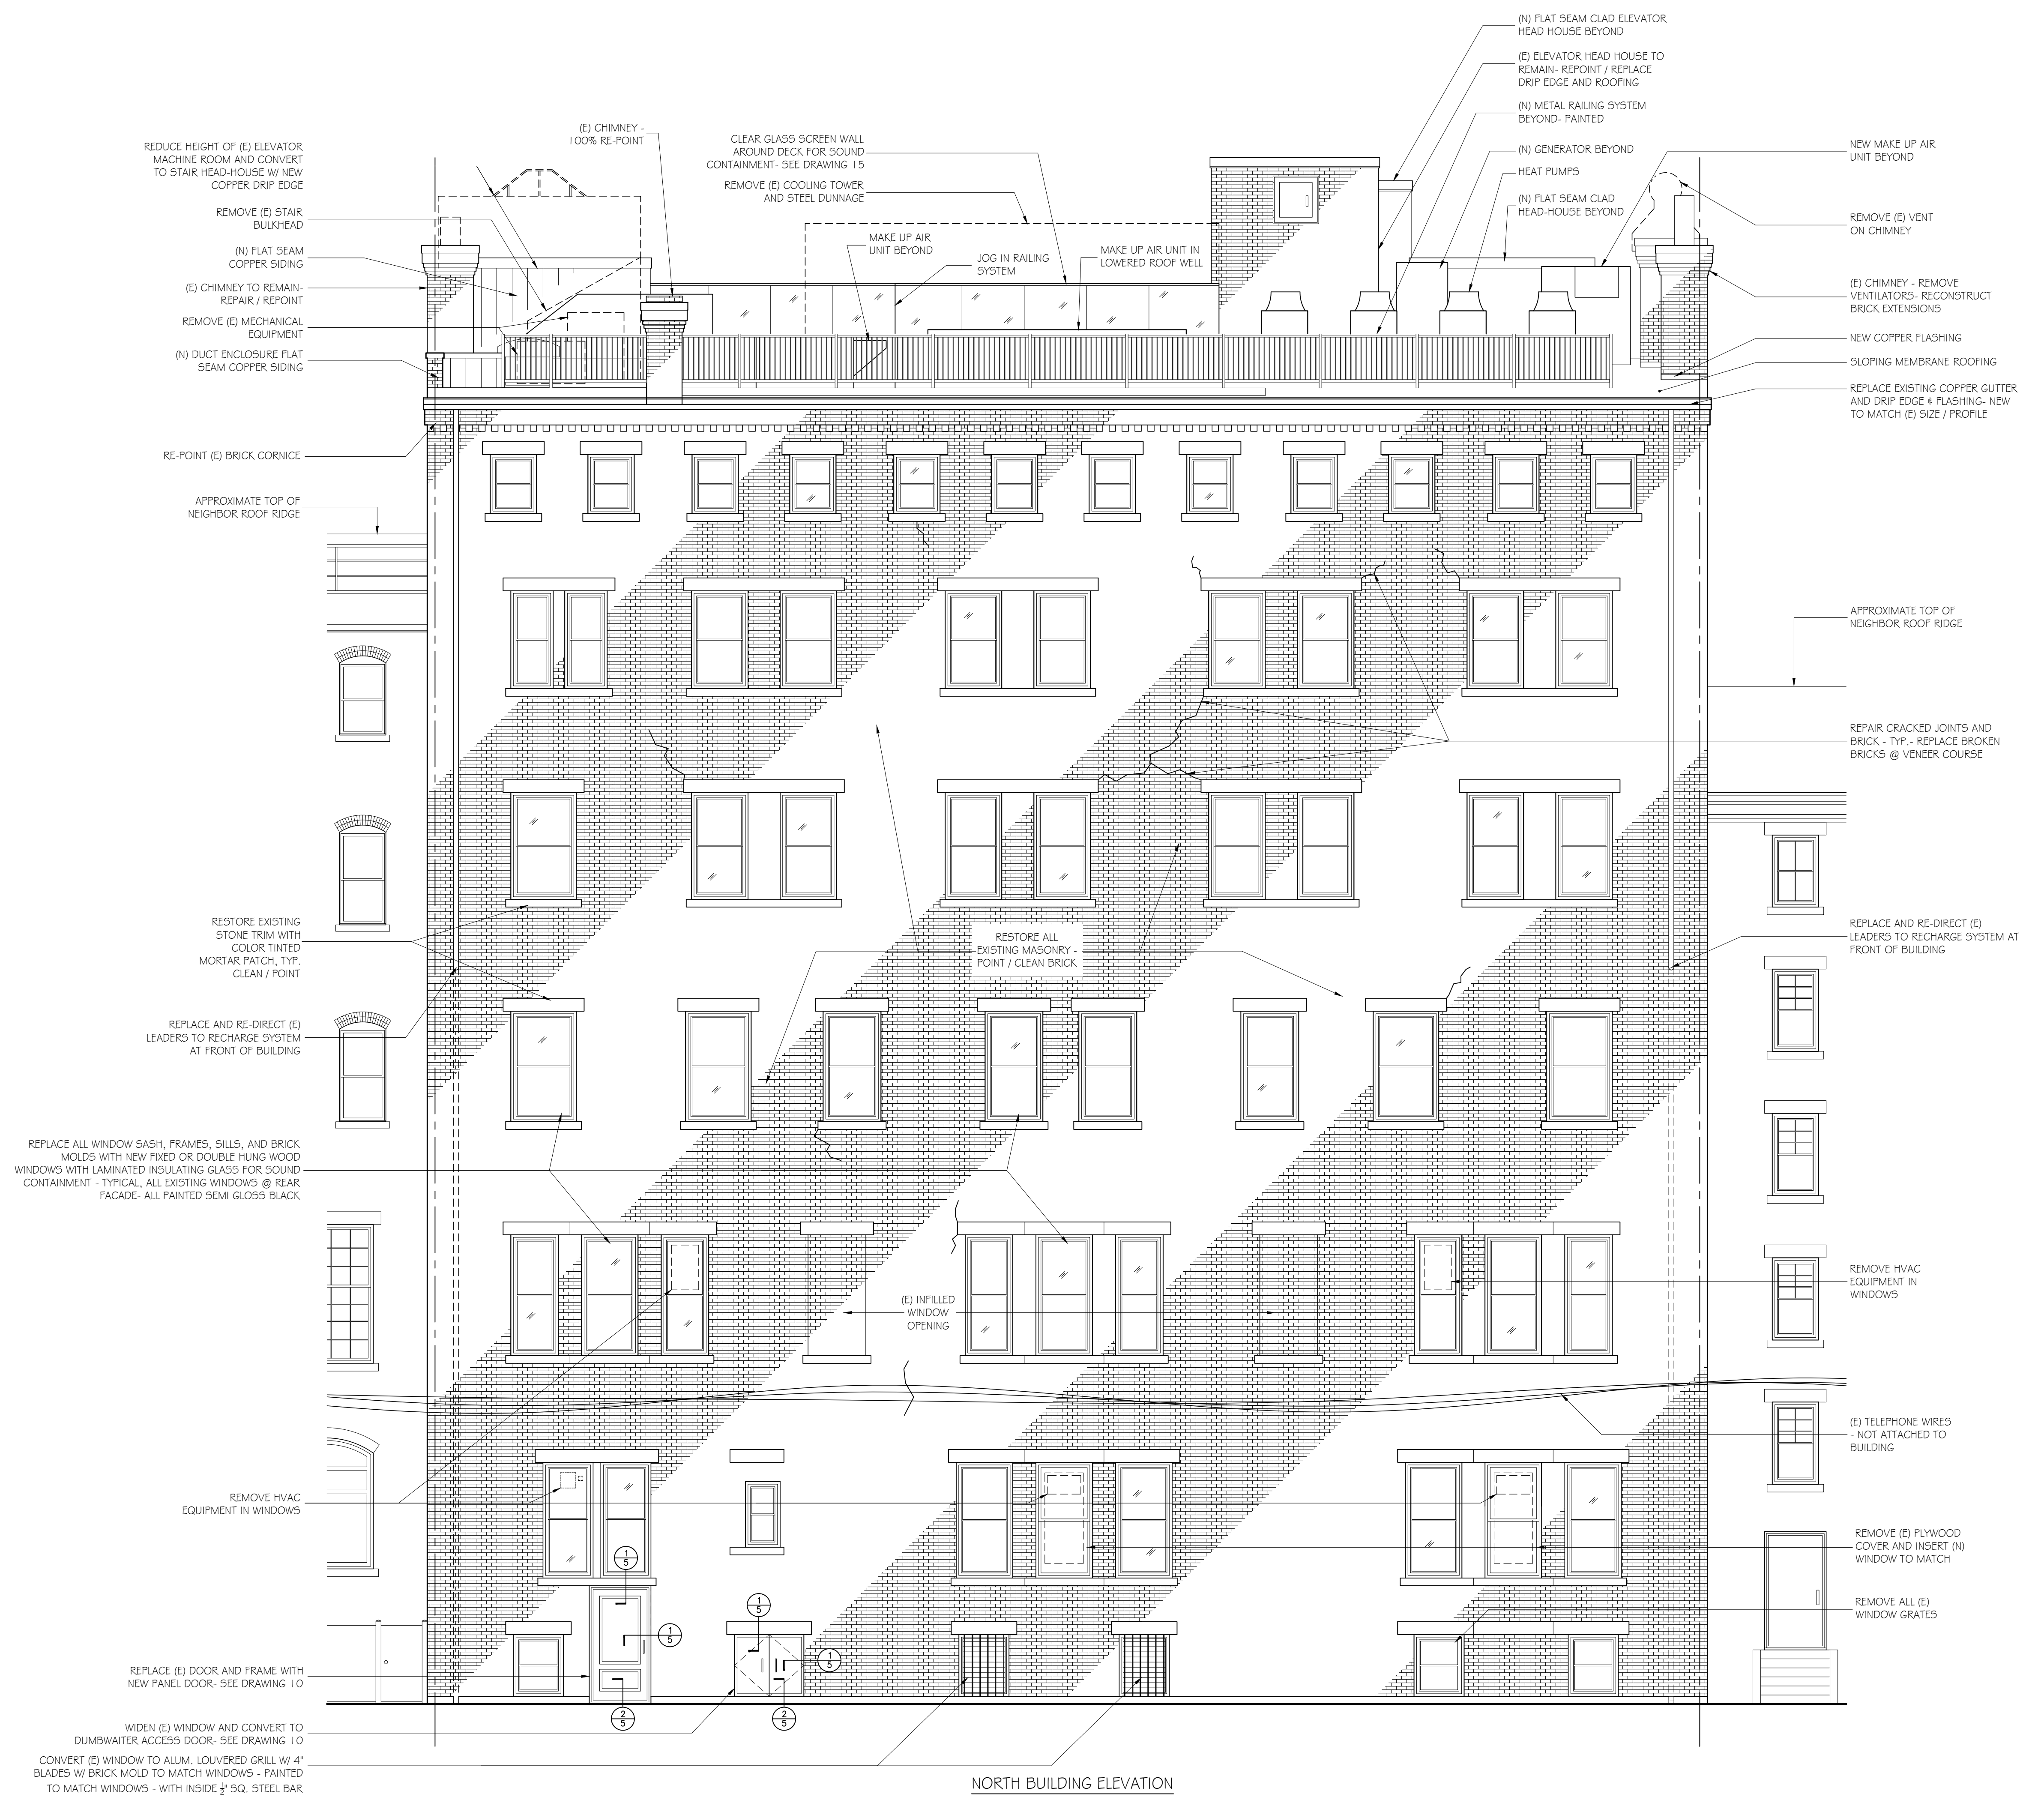 (N) FLAT SEAM CLAD ELEVATOR
HEAD HOUSE BEYOND
(E) ELEVATOR HEAD HOUSE TO
REMAIN- REPOINT / REPLACE
DRIP EDGE AND ROOFING
(N) METAL RAILING SYSTEM
BEYOND- PAINTED
(N) GENERATOR BEYOND
HEAT PUMPS
(N) FLAT SEAM CLAD
HEAD-HOUSE BEYOND
(E) CHIMNEY -
100% RE-POINT
CLEAR GLASS SCREEN WALL
AROUND DECK FOR SOUND
CONTAINMENT- SEE DRAWING 15
REMOVE (E) COOLING TOWER
AND STEEL DUNNAGE
MAKE UP AIR
UNIT BEYOND
JOG IN RAILING
SYSTEM
MAKE UP AIR UNIT IN
LOWERED ROOF WELL
REDUCE HEIGHT OF (E) ELEVATOR
MACHINE ROOM AND CONVERT
TO STAIR HEAD-HOUSE W/ NEW
COPPER DRIP EDGE
REMOVE (E) STAIR
BULKHEAD
(N) FLAT SEAM
COPPER SIDING
(E) CHIMNEY TO REMAIN-
REPAIR / REPOINT
REMOVE (E) MECHANICAL
EQUIPMENT
(N) DUCT ENCLOSURE FLAT
SEAM COPPER SIDING
RE-POINT (E) BRICK CORNICE
APPROXIMATE TOP OF
NEIGHBOR ROOF RIDGE
RESTORE EXISTING
STONE TRIM WITH
COLOR TINTED
MORTAR PATCH, TYP.
CLEAN / POINT
REPLACE AND RE-DIRECT (E)
LEADERS TO RECHARGE SYSTEM
AT FRONT OF BUILDING
REPLACE ALL WINDOW SASH, FRAMES, SILLS, AND BRICK
MOLDS WITH NEW FIXED OR DOUBLE HUNG WOOD
WINDOWS WITH LAMINATED INSULATING GLASS FOR SOUND
CONTAINMENT - TYPICAL, ALL EXISTING WINDOWS @ REAR
FACADE- ALL PAINTED SEMI GLOSS BLACK
REMOVE HVAC
EQUIPMENT IN WINDOWS
REPLACE (E) DOOR AND FRAME WITH
NEW PANEL DOOR- SEE DRAWING 10
WIDEN (E) WINDOW AND CONVERT TO
DUMBWAITER ACCESS DOOR- SEE DRAWING 10
CONVERT (E) WINDOW TO ALUM. LOUVERED GRILL W/ 4"
BLADES W/ BRICK MOLD TO MATCH WINDOWS - PAINTED
TO MATCH WINDOWS - WITH INSIDE ½" SQ. STEEL BAR
RESTORE ALL
EXISTING MASONRY -
POINT / CLEAN BRICK
(E) INFILLED
WINDOW
OPENING
1
5
1
5
2
5
1
5
1
5
2
5
NEW MAKE UP AIR
UNIT BEYOND
REMOVE (E) VENT
ON CHIMNEY
(E) CHIMNEY - REMOVE
VENTILATORS- RECONSTRUCT
BRICK EXTENSIONS
NEW COPPER FLASHING
SLOPING MEMBRANE ROOFING
REPLACE EXISTING COPPER GUTTER
AND DRIP EDGE & FLASHING- NEW
TO MATCH (E) SIZE / PROFILE
APPROXIMATE TOP OF
NEIGHBOR ROOF RIDGE
REPAIR CRACKED JOINTS AND
BRICK - TYP.- REPLACE BROKEN
BRICKS @ VENEER COURSE
REPLACE AND RE-DIRECT (E)
LEADERS TO RECHARGE SYSTEM AT
FRONT OF BUILDING
REMOVE HVAC
EQUIPMENT IN
WINDOWS
(E) TELEPHONE WIRES
- NOT ATTACHED TO
BUILDING
REMOVE (E) PLYWOOD
COVER AND INSERT (N)
WINDOW TO MATCH
REMOVE ALL (E)
WINDOW GRATES
NORTH BUILDING ELEVATION